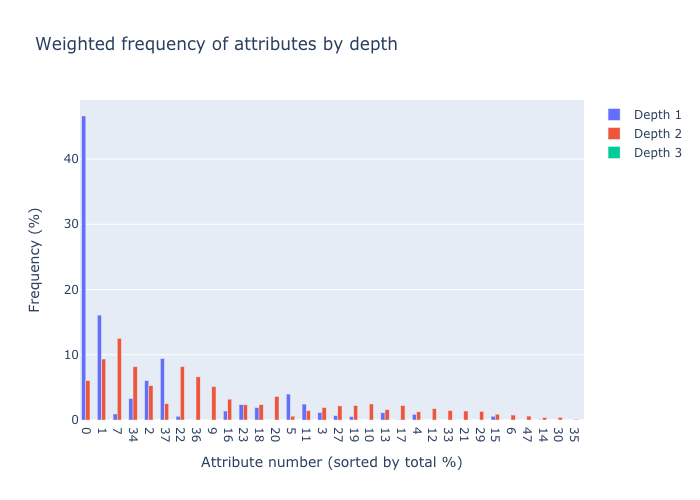 Weighted frequency of attributes by depth
Depth 1
Depth 2
Depth 3
Frequency (%)
40
30
20
10
0
0 1 7 34 2 37 22 36 9 16 23 18 20 5 11 3 27 19 10 13 17 4 12 33 21 29 15 6 47 14 30 35
Attribute number (sorted by total %)